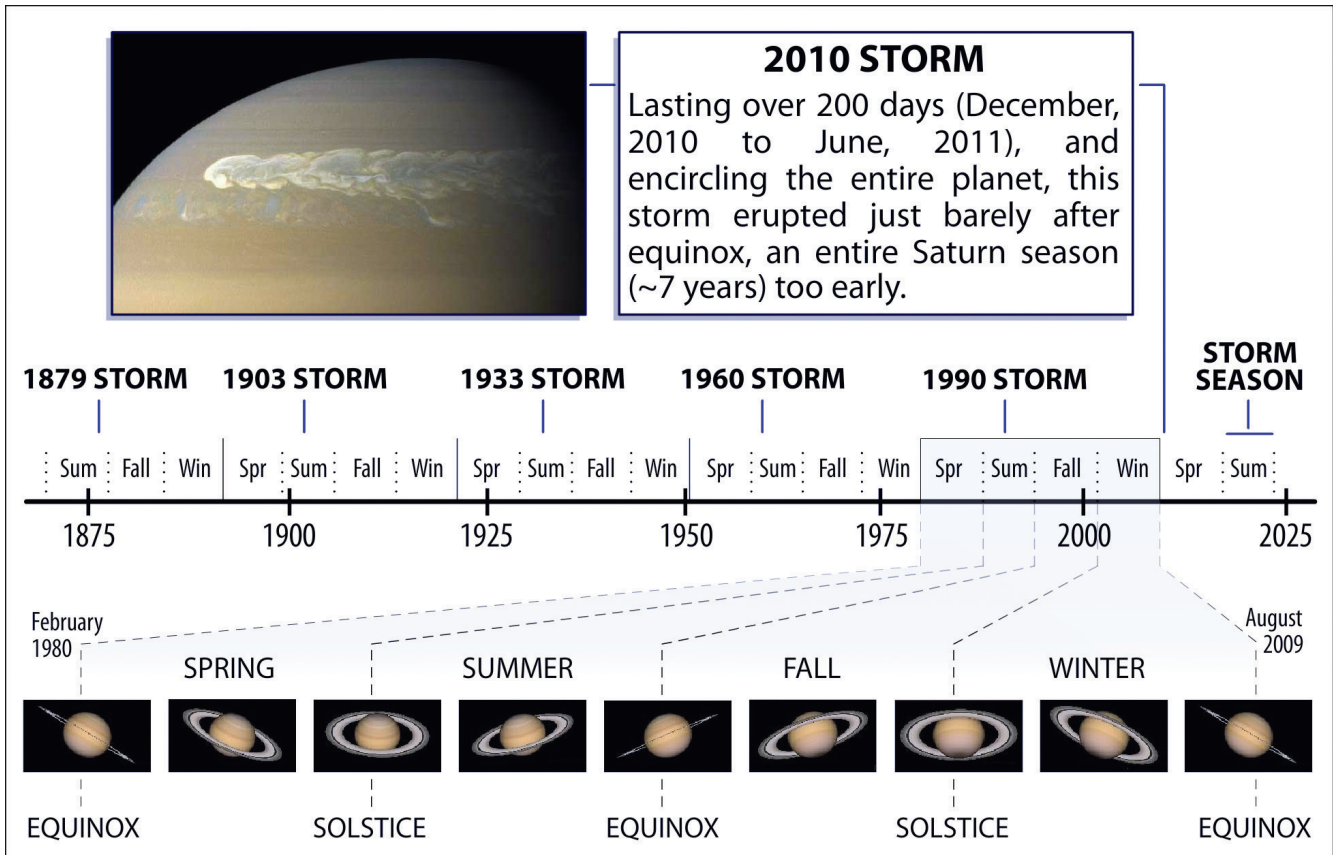 2010 STORM
Lasting over 200 days (December,
2010 to June, 2011), and
encircling the entire planet, this
storm erupted just barely after
equinox, an entire Saturn season
(~7 years) too early.
1879 STORM 1903 STORM 1933 STORM 1960 STORM 1990 STORM STORM
SEASON
Sum Fall Win Spr Sum Fall Win Spr Sum Fall Win Spr Sum Fall Win Spr Sum Fall Win Spr Sum
1875 1900 1925 1950 1975 2000 2025
February
1980
August
2009
SPRING SUMMER FALL WINTER
EQUINOX SOLSTICE EQUINOX SOLSTICE EQUINOX